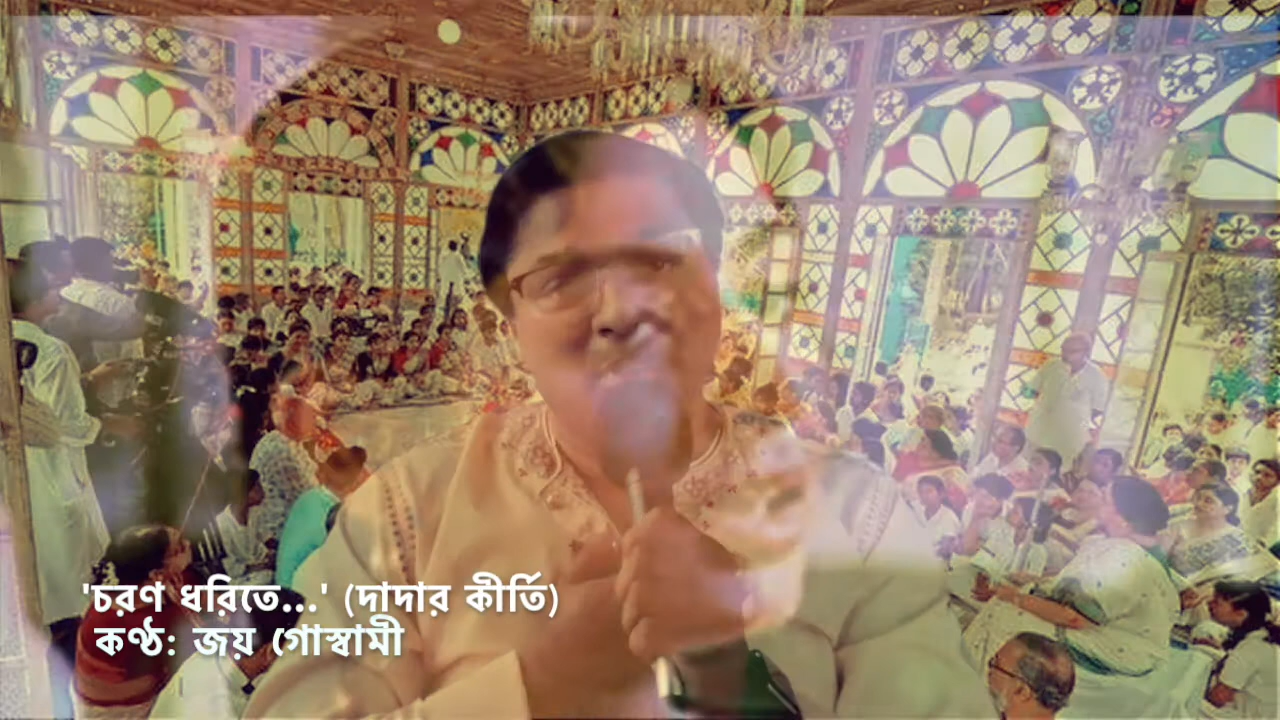 'চরণ ধরিতে...' (দাদার কীর্তি)
কণ্ঠ: জয় গোস্বামী